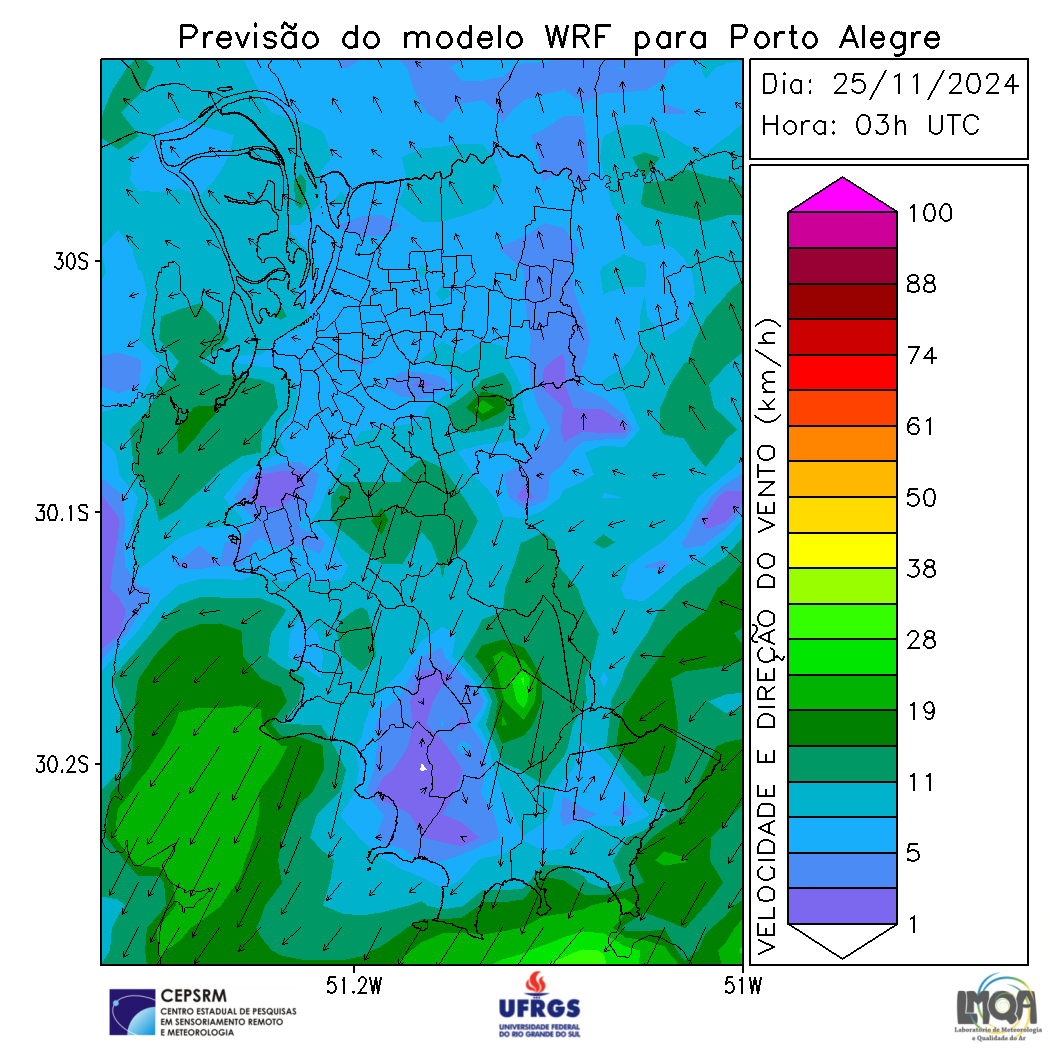 Previsão do modelo WRF para Porto Alegre
Dia: 25/11/2024
Hora: 03h UTC
30S
30.1S
30.2S
51.2W
51W
VELOCIDADE E DIREÇÃO DO VENTO (km/h)
100
88
74
61
50
38
28
19
11
5
1
CEPSRM
CENTRO ESTADUAL DE PESQUISAS
EM SENSORIAMENTO REMOTO
E METEOROLOGIA
UFRGS
UNIVERSIDADE FEDERAL
DO RIO GRANDE DO SUL
LMQA
Laboratório de Meteorologia
e Qualidade do Ar